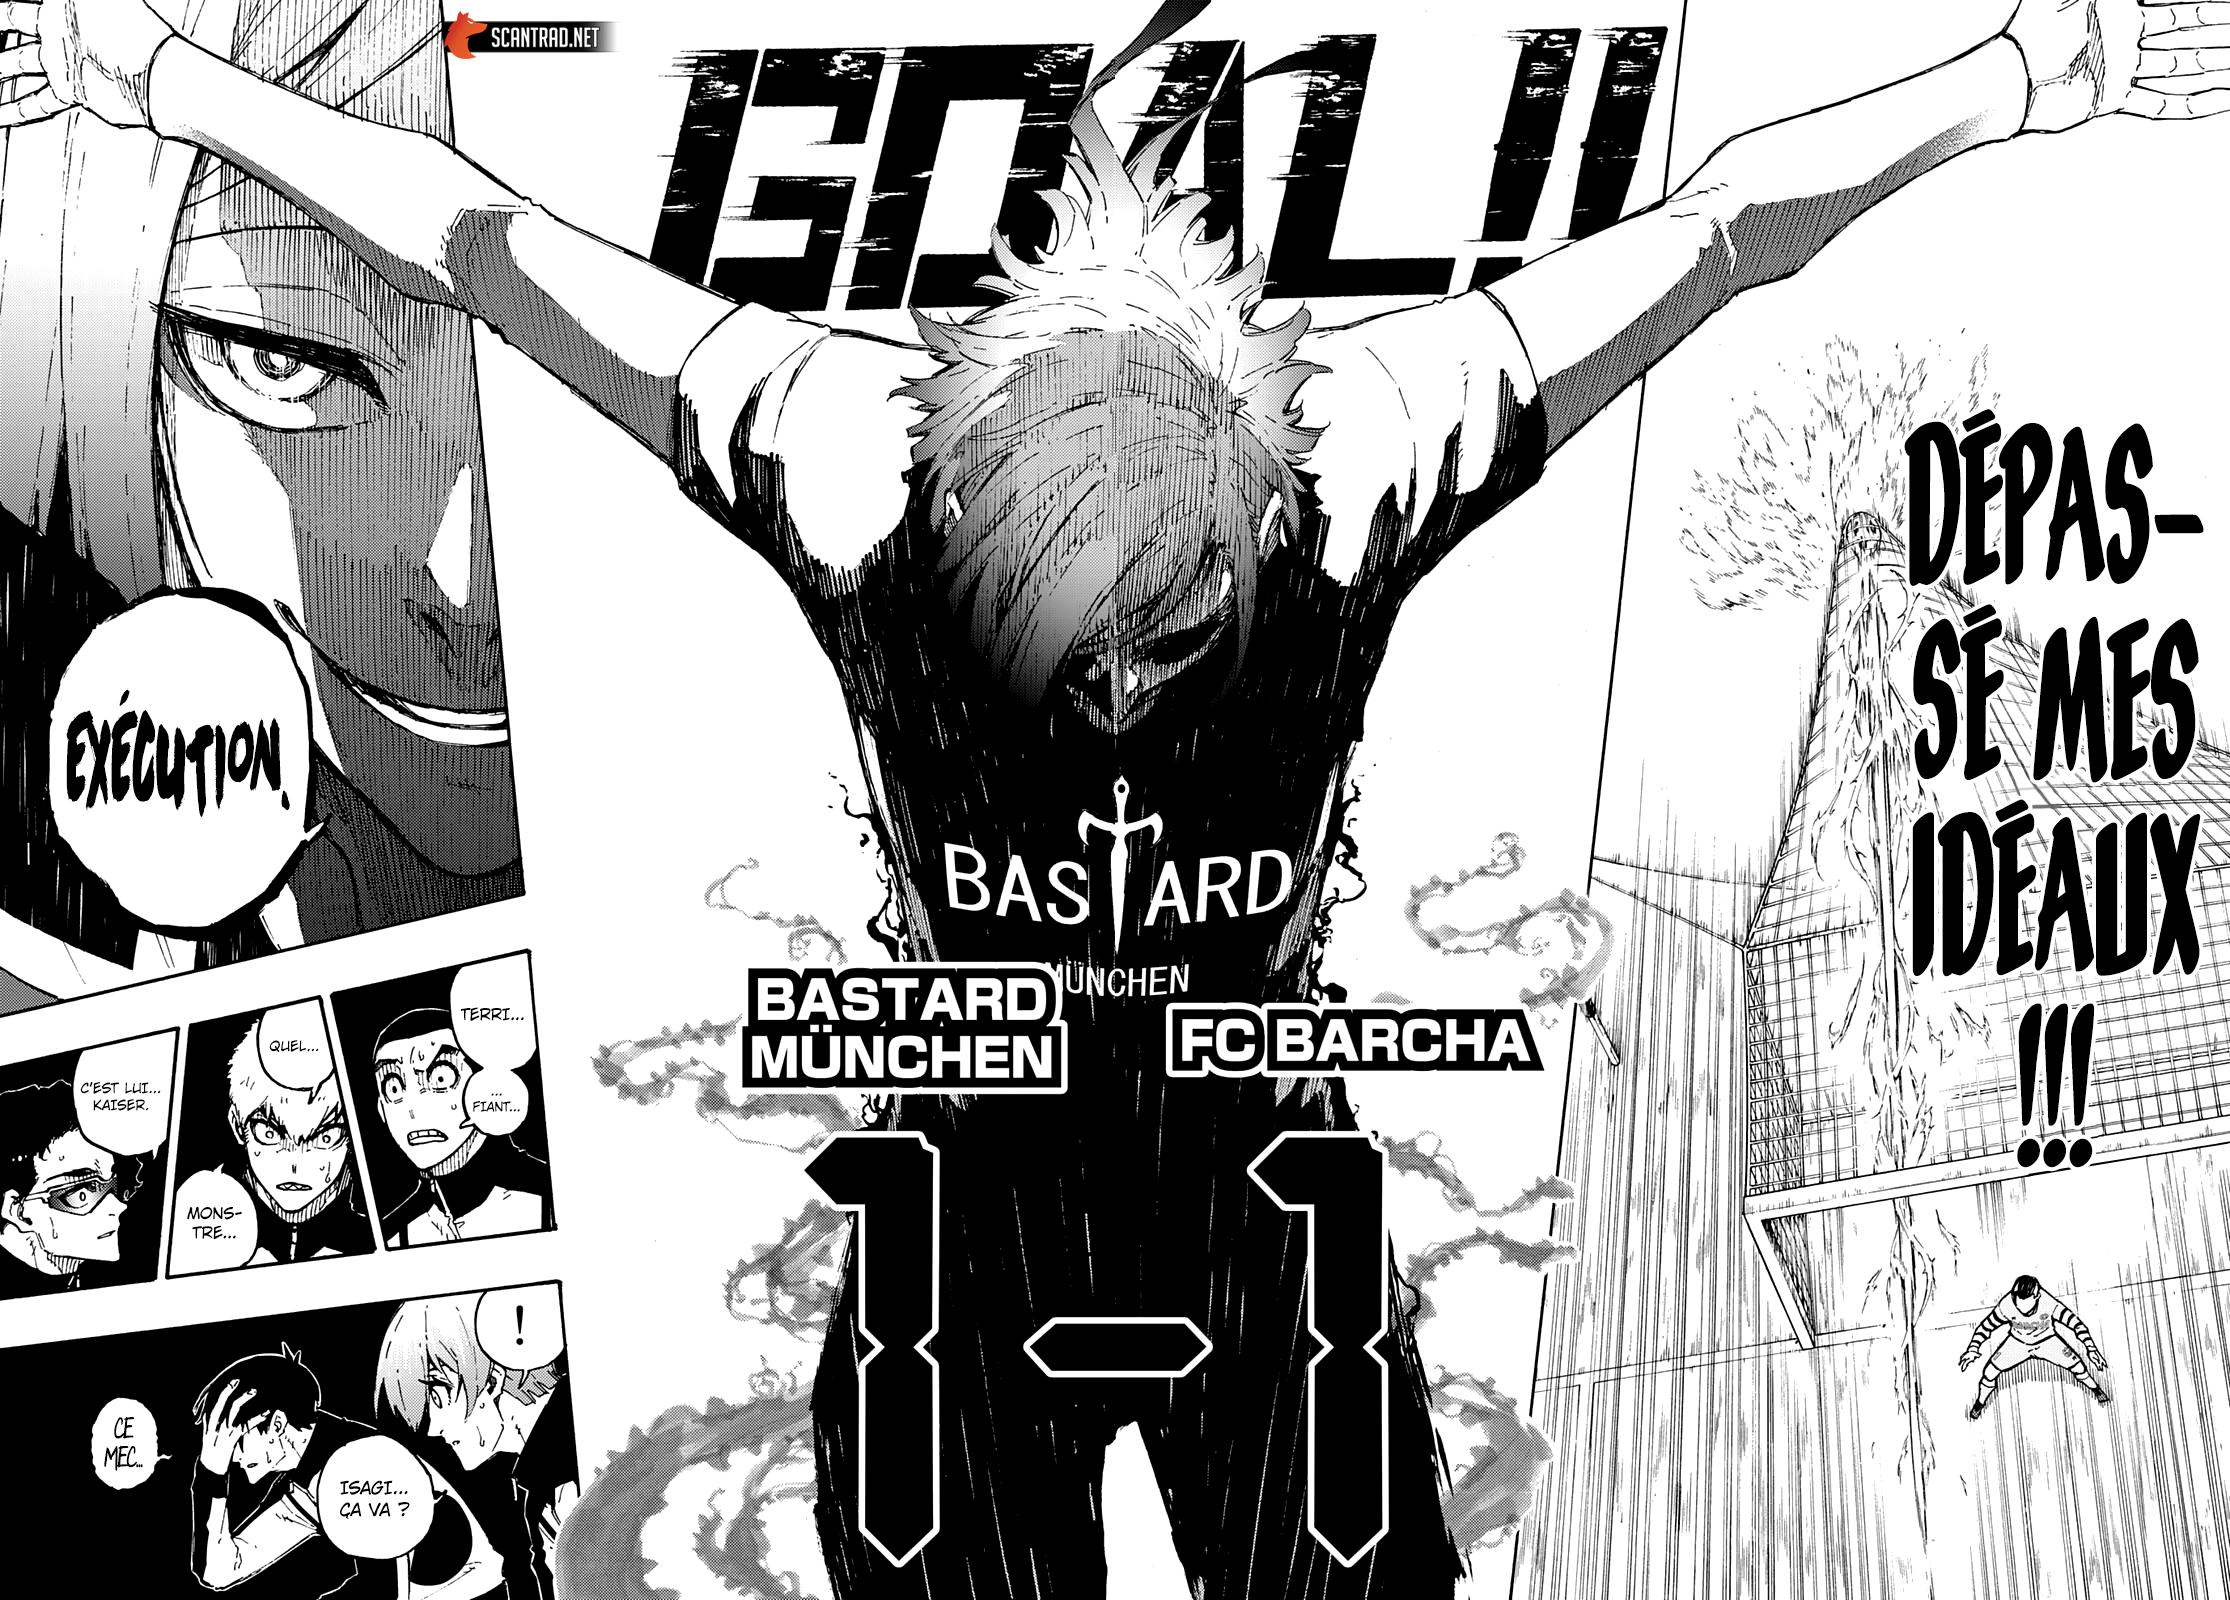 SCANTRAD.NET
GOAL!!
DÉPAS-
SÉ MES
IDÉAUX
!!!
BASTARD
MÜNCHEN
BASTARD
MÜNCHEN
FC BARCHA
1-1
EXÉCUTION.
TERRI...
...
FIANT...
QUEL...
MONS-
TRE...
C'EST LUI...
KAISER.
!
ISAGI...
ÇA VA ?
CE
MEC...